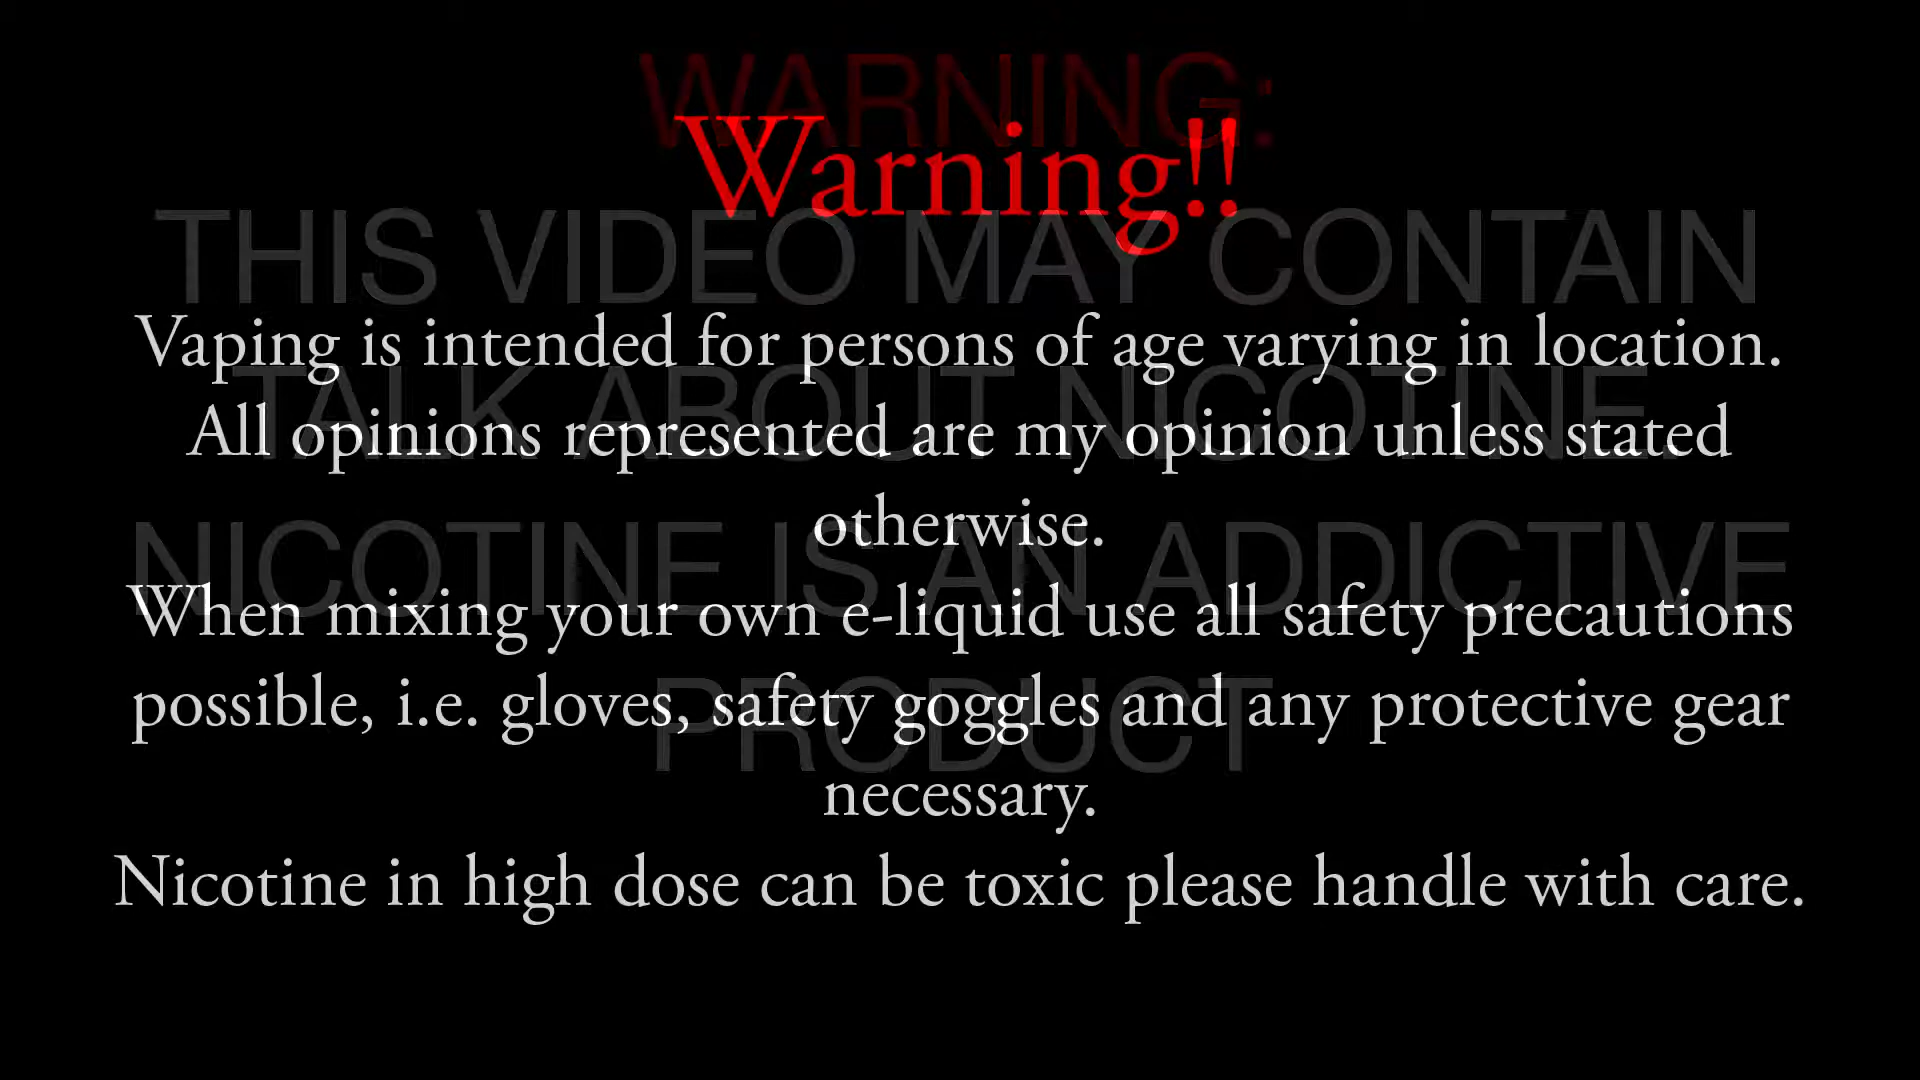 WARNING:
Warning!!
THIS VIDEO MAY CONTAIN
Vaping is intended for persons of age varying in location.
TALK ABOUT NICOTINE.
All opinions represented are my opinion unless stated
otherwise.
NICOTINE IS AN ADDICTIVE
When mixing your own e-liquid use all safety precautions
possible, i.e. gloves, safety goggles and any protective gear
PRODUCT
necessary.
Nicotine in high dose can be toxic please handle with care.